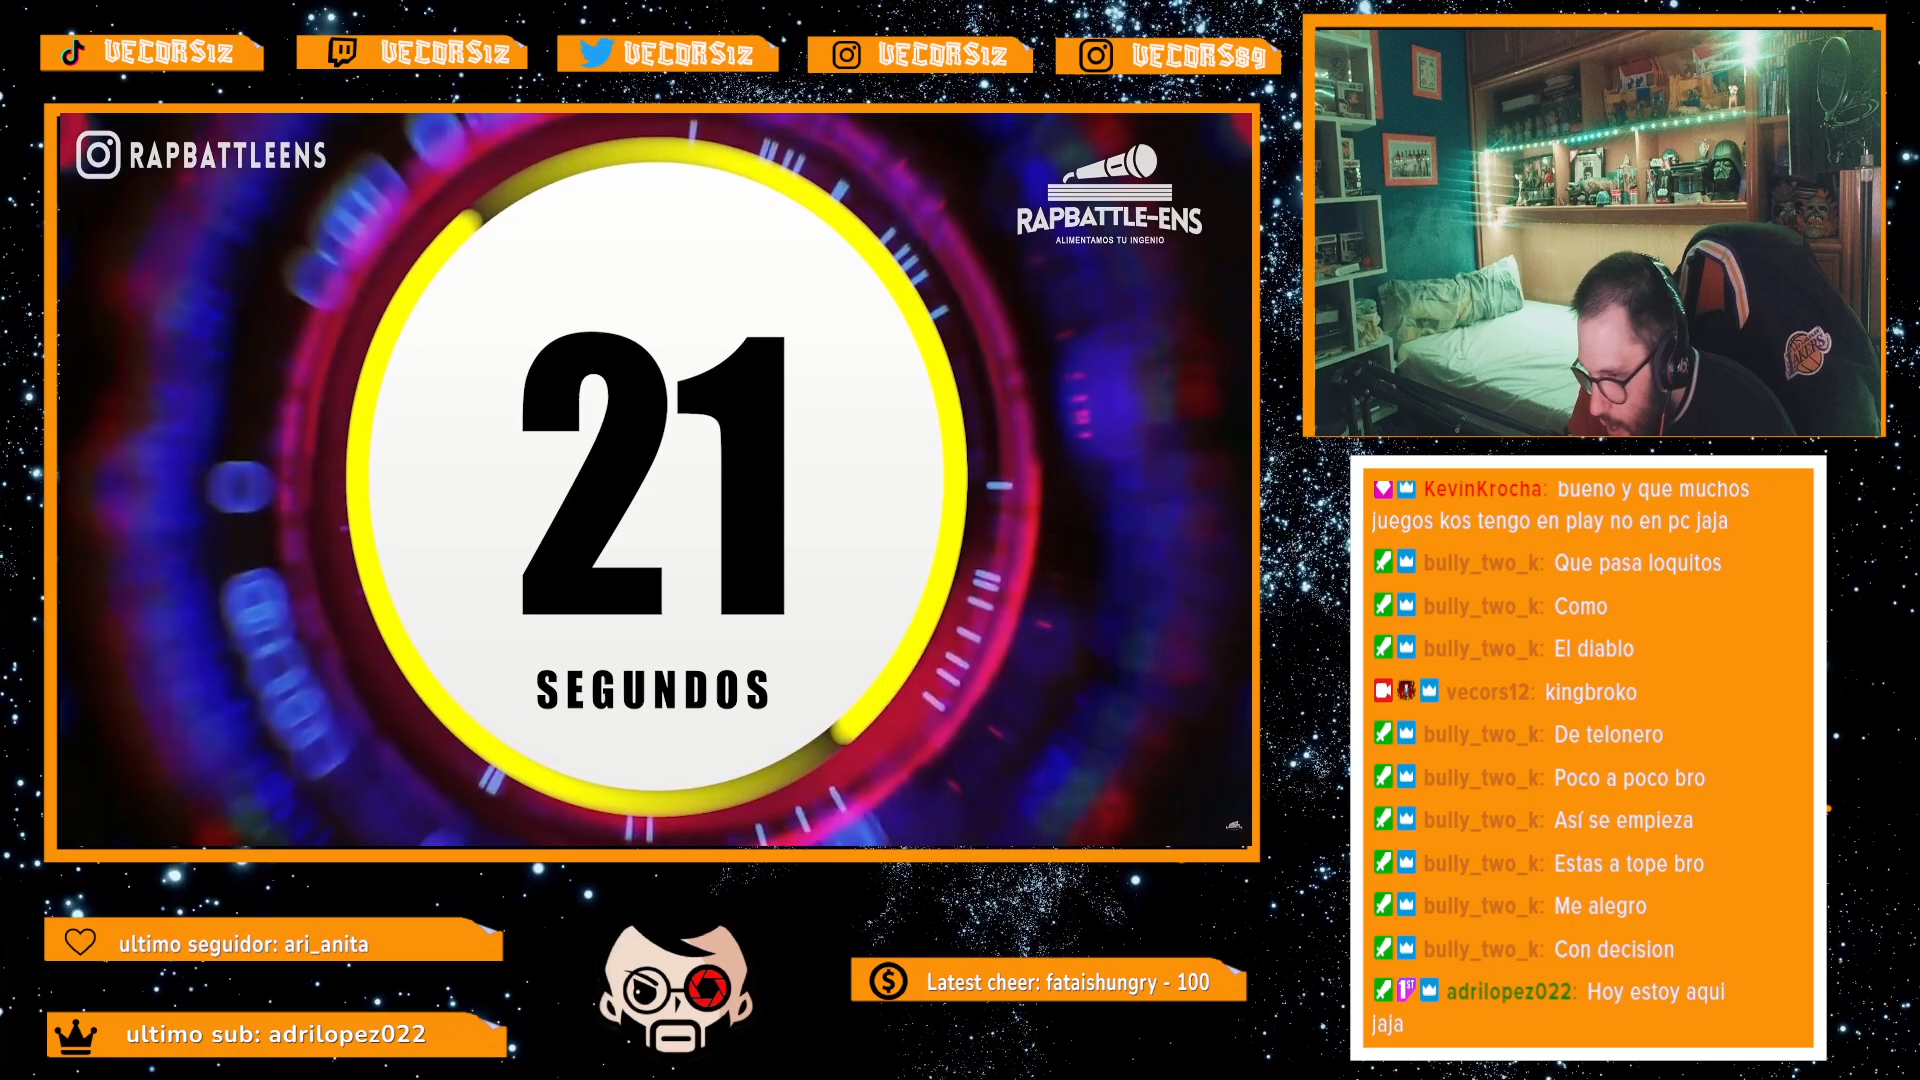 VECORS12
VECORS12
VECORS12
VECORS12
VECORS89
RAPBATTLEENS
RAPBATTLE-ENS
ALIMENTAMOS TU INGENIO
21
SEGUNDOS
LAKERS
KevinKrocha: bueno y que muchos
juegos kos tengo en play no en pc jaja
bully_two_k: Que pasa loquitos
bully_two_k: Como
bully_two_k: El diablo
vecors12: kingbroko
bully_two_k: De telonero
bully_two_k: Poco a poco bro
bully_two_k: Así se empieza
bully_two_k: Estas a tope bro
bully_two_k: Me alegro
bully_two_k: Con decision
1ST adrilopez022: Hoy estoy aqui
jaja
ultimo seguidor: ari_anita
Latest cheer: fataishungry - 100
ultimo sub: adrilopez022